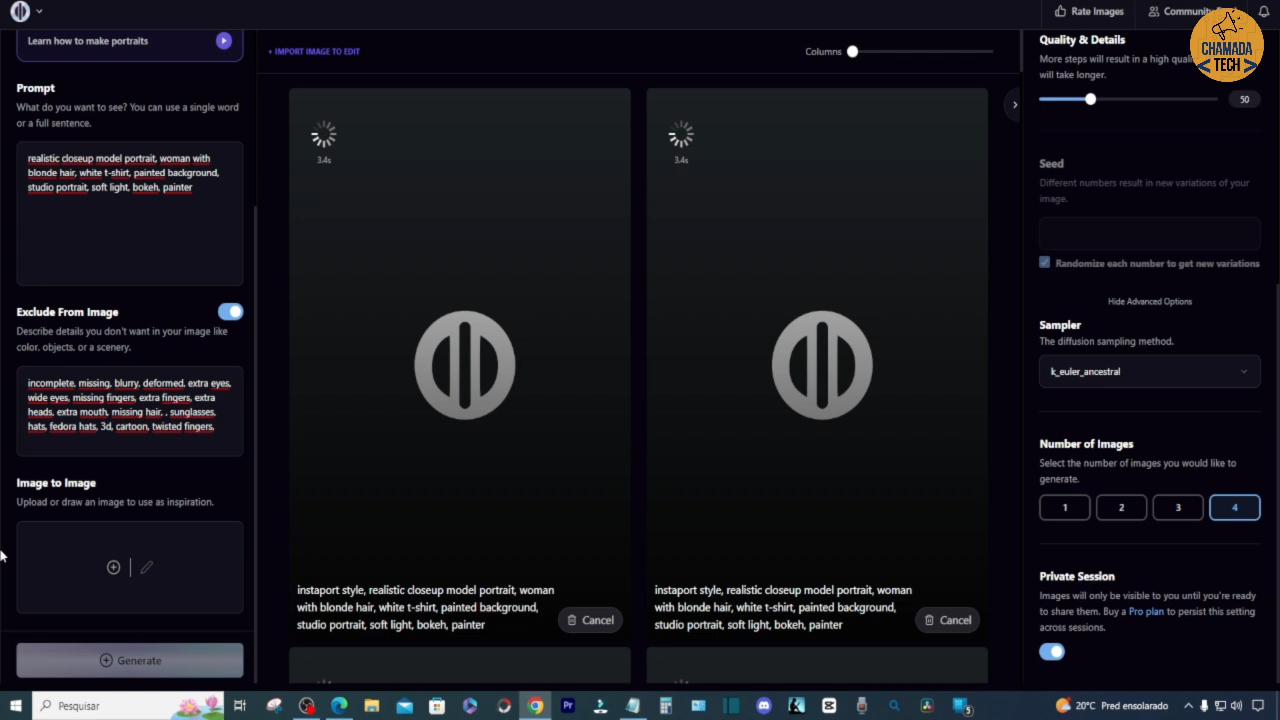 Rate Images
Community
CHAMADA
TECH
Learn how to make portraits
+ IMPORT IMAGE TO EDIT
Columns
Prompt
What do you want to see? You can use a single word
or a full sentence.
realistic closeup model portrait, woman with
blonde hair, white t-shirt, painted background,
studio portrait, soft light, bokeh, painter
Exclude From Image
Describe details you don't want in your image like
color, objects, or a scenery.
incomplete, missing, blurry, deformed, extra eyes,
wide eyes, missing fingers, extra fingers, extra
heads, extra mouth, missing hair, , sunglasses,
hats, fedora hats, 3d, cartoon, twisted fingers,
Image to Image
Upload or draw an image to use as inspiration.
Generate
3.4s
instaport style, realistic closeup model portrait, woman
with blonde hair, white t-shirt, painted background,
studio portrait, soft light, bokeh, painter
Cancel
3.4s
instaport style, realistic closeup model portrait, woman
with blonde hair, white t-shirt, painted background,
studio portrait, soft light, bokeh, painter
Cancel
Quality & Details
More steps will result in a high
will take longer.
50
Seed
Different numbers result in new variations of your
image.
Randomize each number to get new variations
Hide Advanced Options
Sampler
The diffusion sampling method.
k_euler_ancestral
Number of Images
Select the number of images you would like to
generate.
1 2 3 4
Private Session
Images will only be visible to you until you're ready
to share them. Buy a Pro plan to persist this setting
across sessions.
Pesquisar
Pr
5
20°C Pred ensolarado